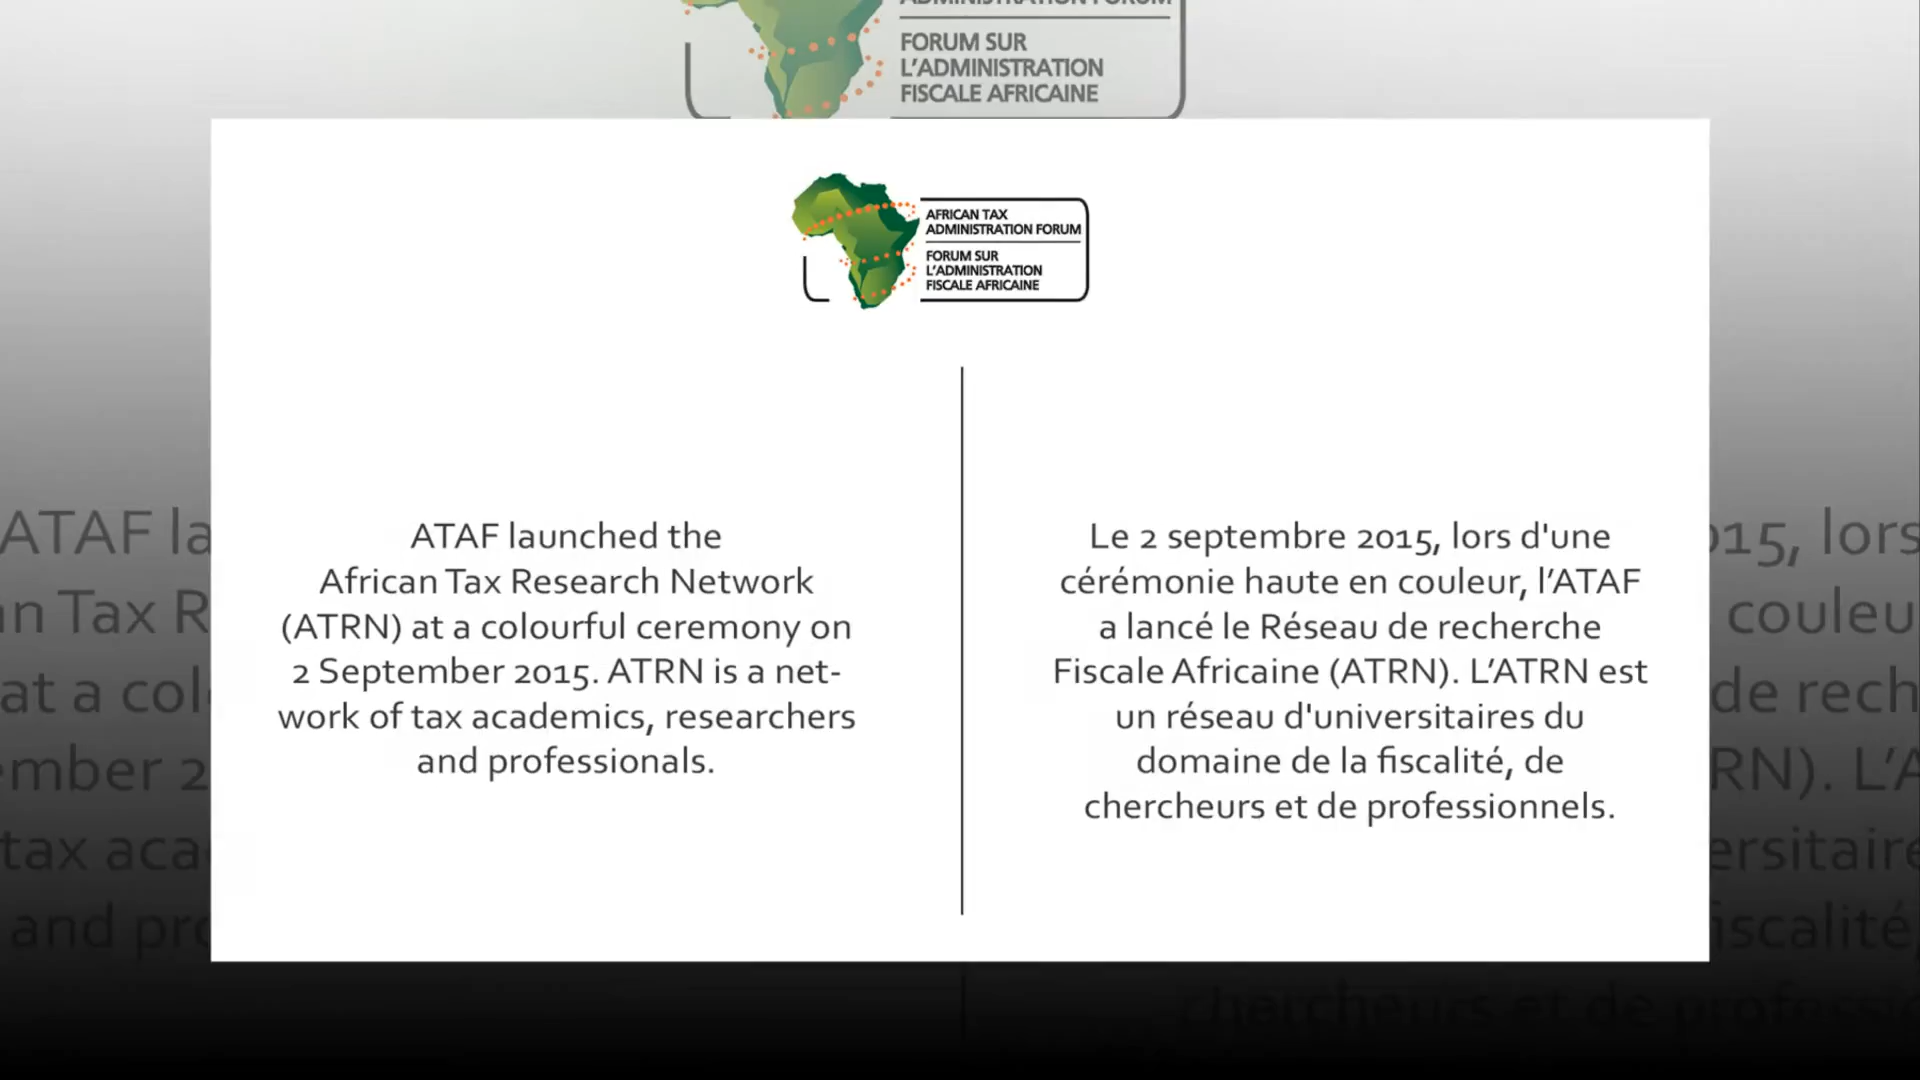 ADMINISTRATION FORUM
FORUM SUR
L'ADMINISTRATION
FISCALE AFRICAINE
AFRICAN TAX
ADMINISTRATION FORUM
FORUM SUR
L'ADMINISTRATION
FISCALE AFRICAINE
ATAF launched the
African Tax Research Network
(ATRN) at a colourful ceremony on
2 September 2015. ATRN is a net-
work of tax academics, researchers
and professionals.
Le 2 septembre 2015, lors d'une
cérémonie haute en couleur, l'ATAF
a lancé le Réseau de recherche
Fiscale Africaine (ATRN). L'ATRN est
un réseau d'universitaires du
domaine de la fiscalité, de
chercheurs et de professionnels.